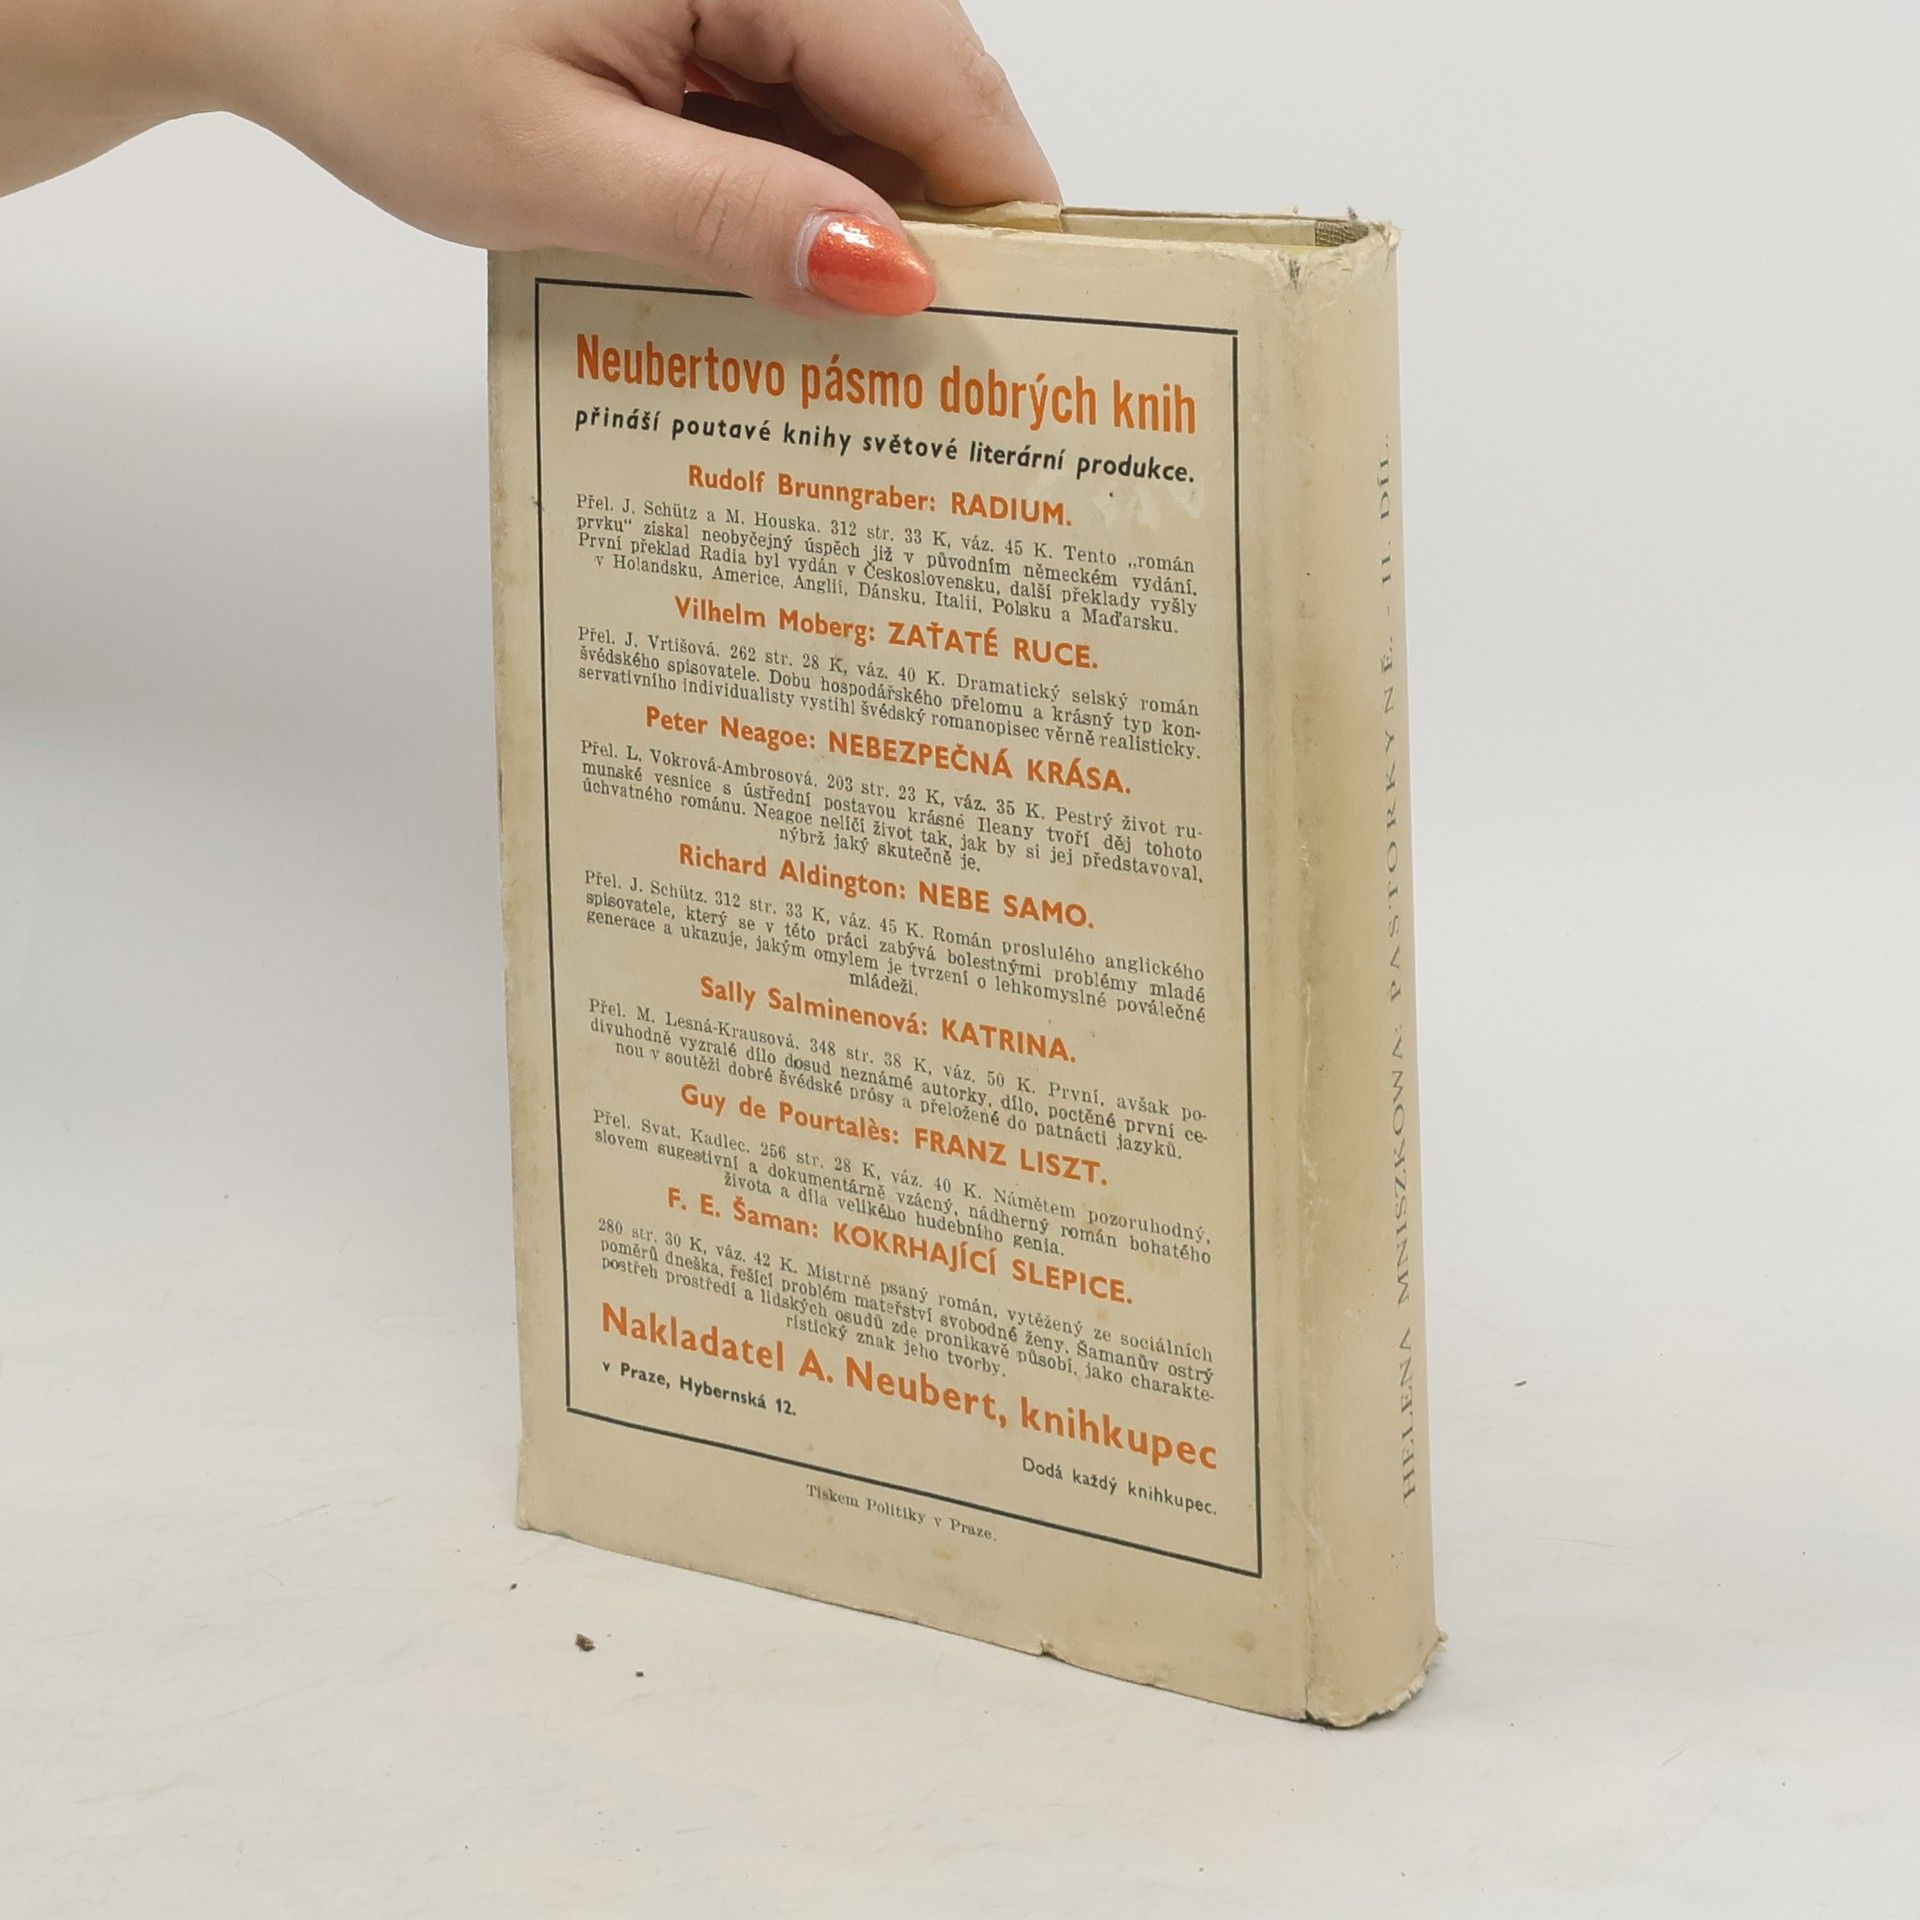 Neubertovo pásmo dobrých knih
přináší poutavé knihy světové literární produkce.
Rudolf Brunngraber: RADIUM.
Přel. J. Schütz a M. Houska. 312 str. 33 K, váz. 45 K. Tento „román
prvku“ získal neobyčejný úspěch již v původním německém vydání.
První překlad Radia byl vydán v Československu, další překlady vyšly
v Holandsku, Americe, Anglii, Dánsku, Italii, Polsku a Maďarsku.
Vilhelm Moberg: ZAŤATÉ RUCE.
Přel. J. Vrtišová. 262 str. 28 K, váz. 40 K. Dramatický selský román
švédského spisovatele. Dobu hospodářského přelomu a krásný typ kon-
servativního individualisty vystihl švédský romanopisec věrně realisticky.
Peter Neagoe: NEBEZPEČNÁ KRÁSA.
Přel. L. Vokrová-Ambrosová. 203 str. 23 K, váz. 35 K. Pestrý život ru-
munské vesnice s ústřední postavou krásné Ileany tvoří děj tohoto
úchvatného románu. Neagoe nelíčí život tak, jak by si jej představoval,
nýbrž jaký skutečně je.
Richard Aldington: NEBE SAMO.
Přel. J. Schütz. 312 str. 33 K, váz. 45 K. Román proslulého anglického
spisovatele, který se v této práci zabývá bolestnými problémy mladé
generace a ukazuje, jakým omylem je tvrzení o lehkomyslné poválečné
mládeži.
Sally Salminenová: KATRINA.
Přel. M. Lesná-Krausová. 348 str. 38 K, váz. 50 K. První, avšak po-
divuhodně vyzralé dílo dosud neznámé autorky, dílo, poctěné první ce-
nou v soutěži dobré švédské prósy a přeložené do patnácti jazyků.
Guy de Pourtalès: FRANZ LISZT.
Přel. Svat. Kadlec. 256 str. 28 K, váz. 40 K. Námětem pozoruhodný,
slovem sugestivní a dokumentárně vzácný, nádherný román bohatého
života a díla velikého hudebního genia.
F. E. Šaman: KOKRHAJÍCÍ SLEPICE.
280 str. 30 K, váz. 42 K. Mistrně psaný román, vytěžený ze sociálních
poměrů dneška, řešící problém mateřství svobodné ženy. Šamanův ostrý
postřeh prostředí a lidských osudů zde pronikavě působí, jako charakte-
ristický znak jeho tvorby.
Nakladatel A. Neubert, knihkupec
v Praze, Hybernská 12.
Dodá každý knihkupec.
Tiskem Politiky v Praze.
HELENA MNISZKOWA: PASTORKYNĚ. - II. DÍL.